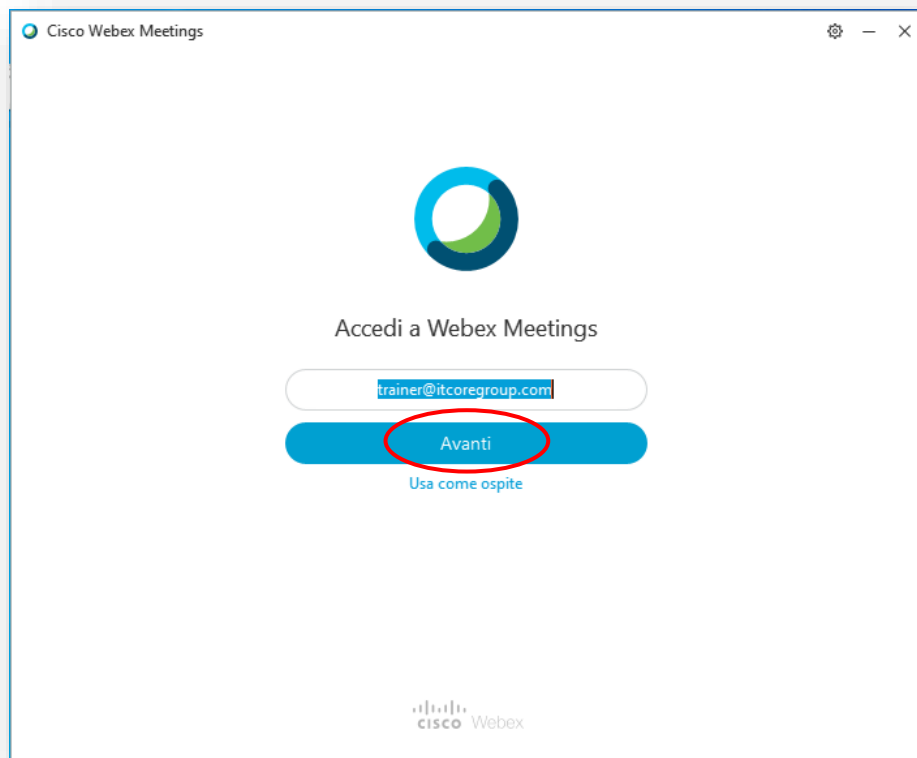 Cisco Webex Meetings
Accedi a Webex Meetings
trainer@itcoregroup.com
Avanti
Usa come ospite
cisco Webex